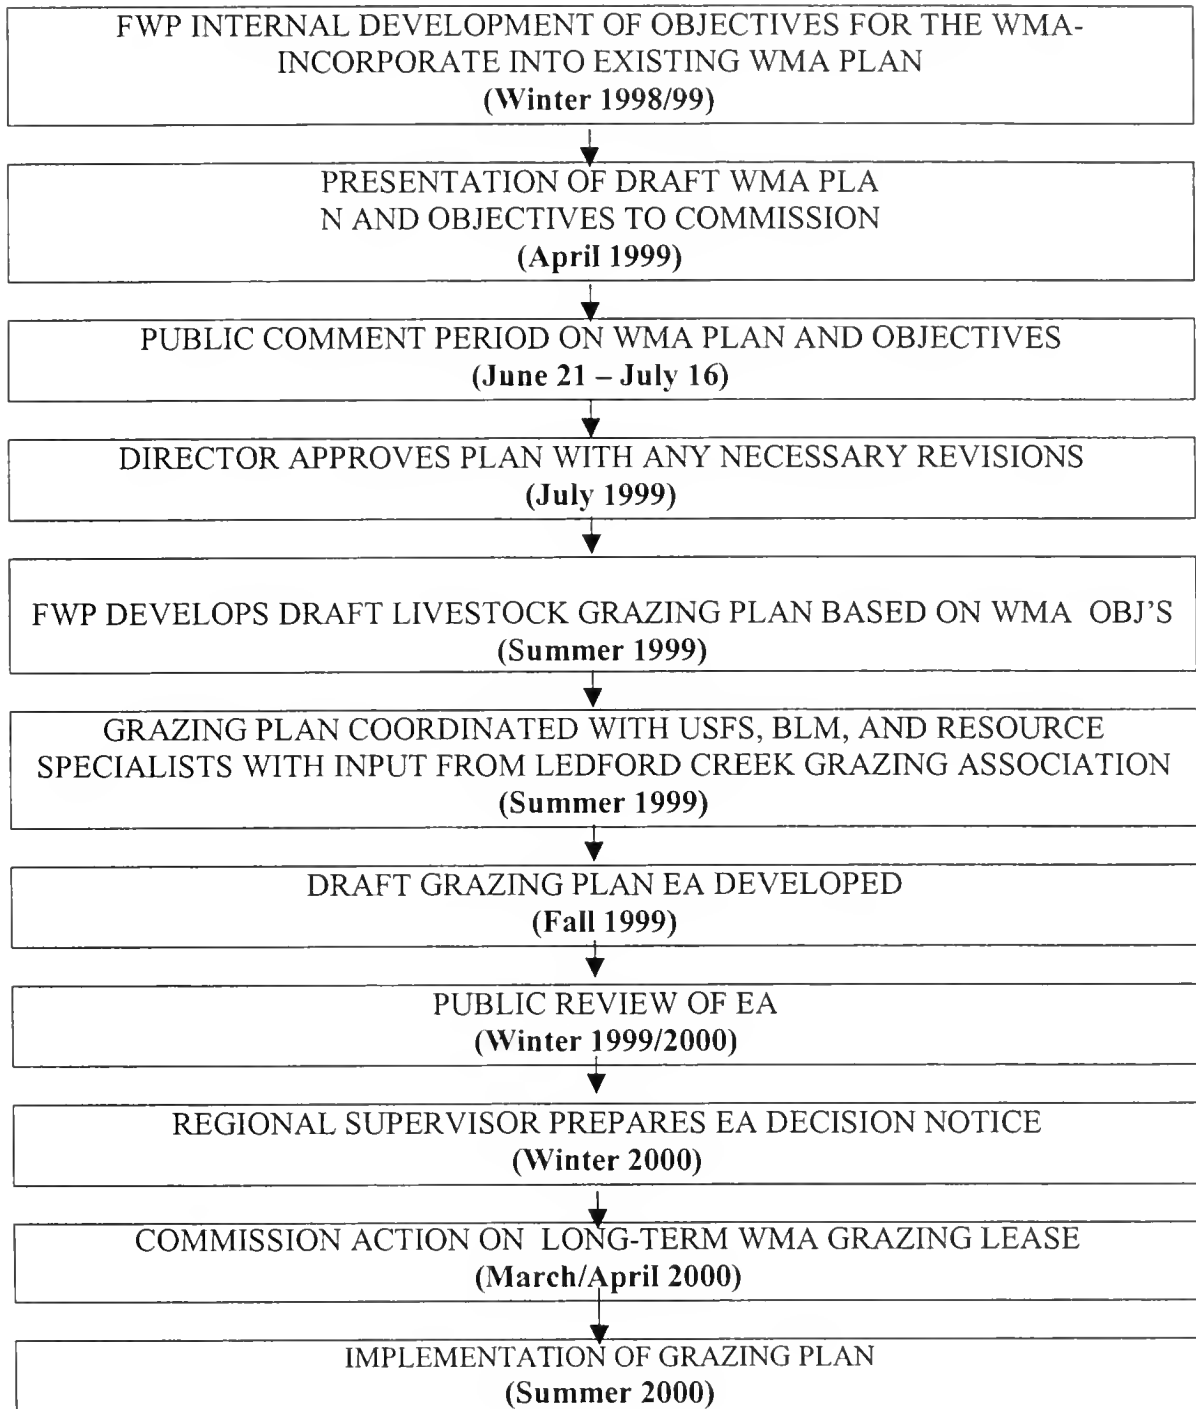 FWP INTERNAL DEVELOPMENT OF OBJECTIVES FOR THE WMA-
INCORPORATE INTO EXISTING WMA PLAN
(Winter 1998/99)
PRESENTATION OF DRAFT WMA PLA
N AND OBJECTIVES TO COMMISSION
(April 1999)
PUBLIC COMMENT PERIOD ON WMA PLAN AND OBJECTIVES
(June 21 – July 16)
DIRECTOR APPROVES PLAN WITH ANY NECESSARY REVISIONS
(July 1999)
FWP DEVELOPS DRAFT LIVESTOCK GRAZING PLAN BASED ON WMA OBJ'S
(Summer 1999)
GRAZING PLAN COORDINATED WITH USFS, BLM, AND RESOURCE
SPECIALISTS WITH INPUT FROM LEDFORD CREEK GRAZING ASSOCIATION
(Summer 1999)
DRAFT GRAZING PLAN EA DEVELOPED
(Fall 1999)
PUBLIC REVIEW OF EA
(Winter 1999/2000)
REGIONAL SUPERVISOR PREPARES EA DECISION NOTICE
(Winter 2000)
COMMISSION ACTION ON LONG-TERM WMA GRAZING LEASE
(March/April 2000)
IMPLEMENTATION OF GRAZING PLAN
(Summer 2000)